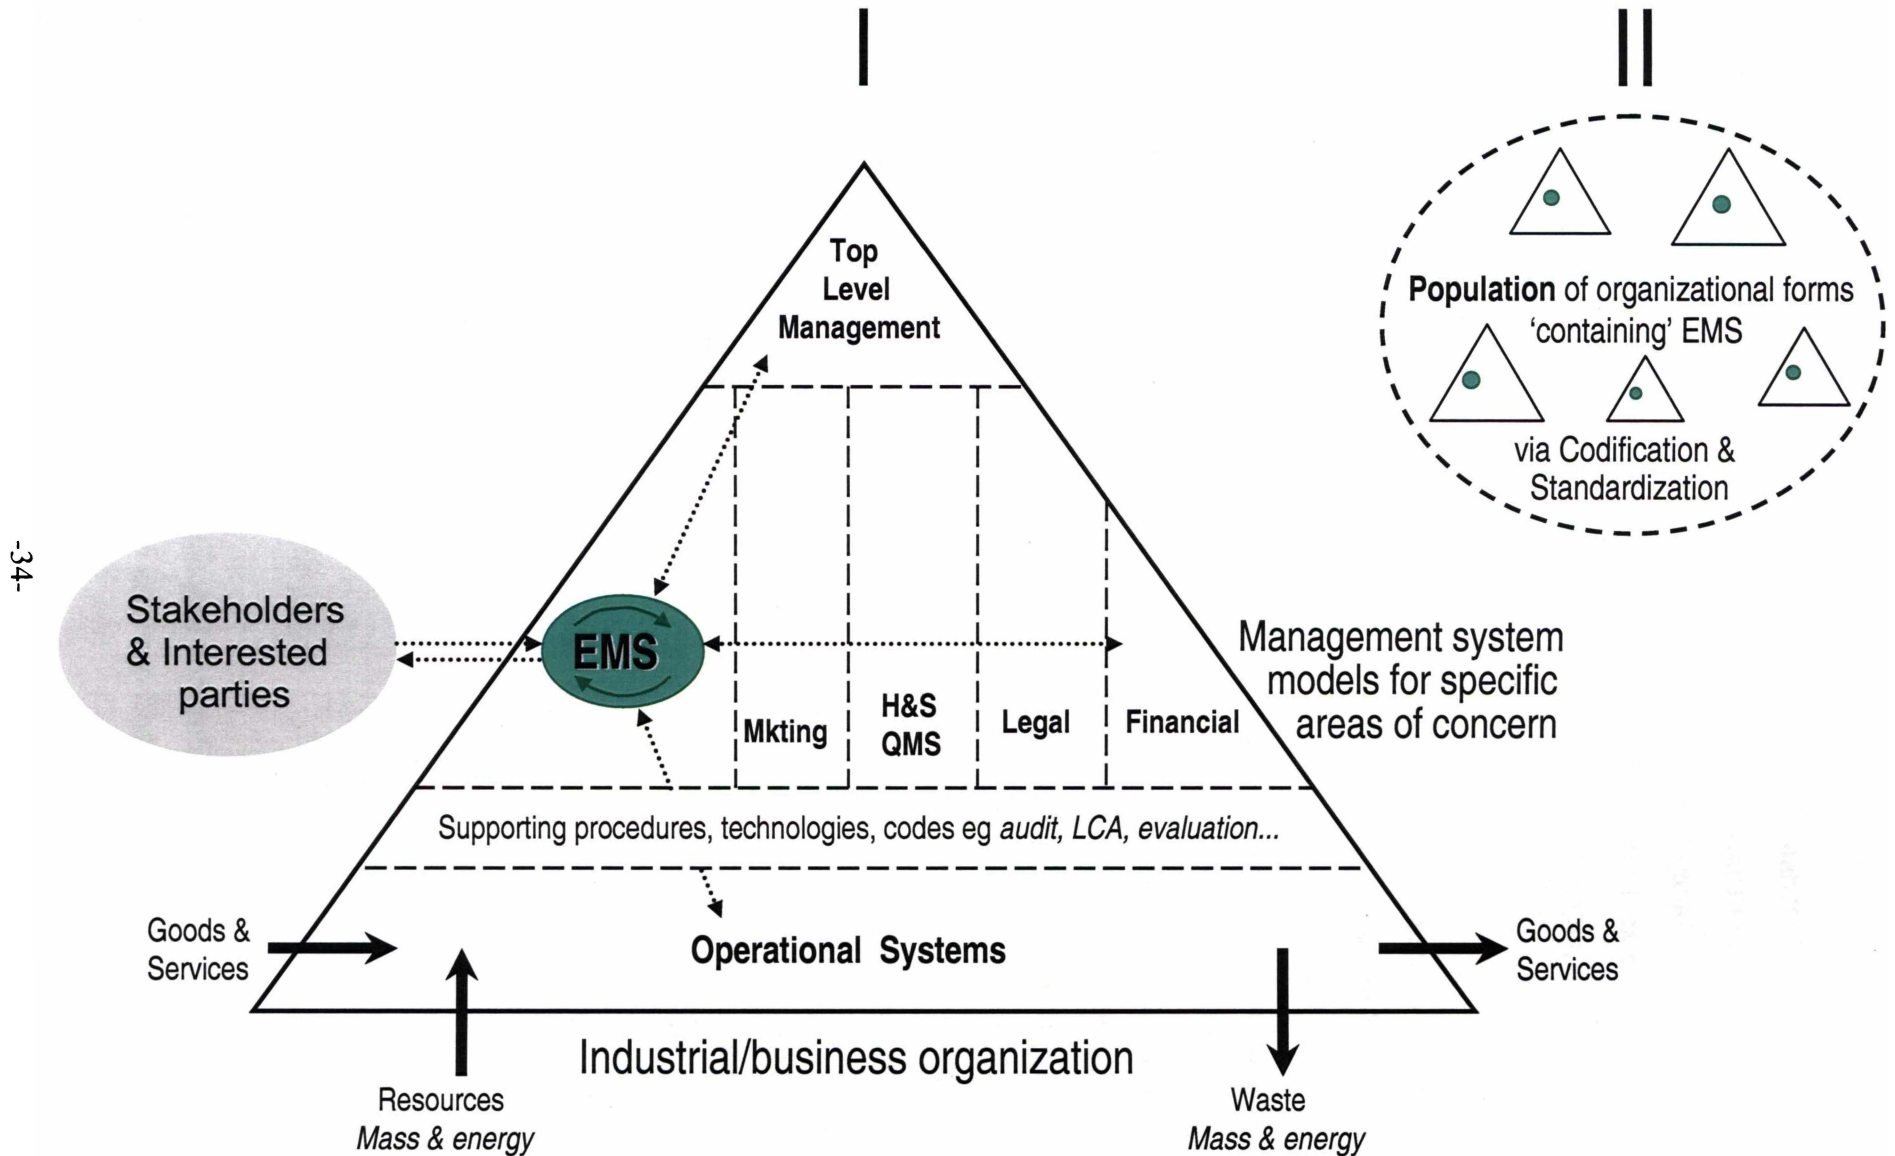 I
II
Top
Level
Management
Population of organizational forms
‘containing’ EMS
via Codification &
Standardization
-34-
Stakeholders
& Interested
parties
EMS
Mkting
H&S
QMS
Legal
Financial
Management system
models for specific
areas of concern
Supporting procedures, technologies, codes eg audit, LCA, evaluation...
Goods &
Services
Operational Systems
Goods &
Services
Industrial/business organization
Resources
Mass & energy
Waste
Mass & energy